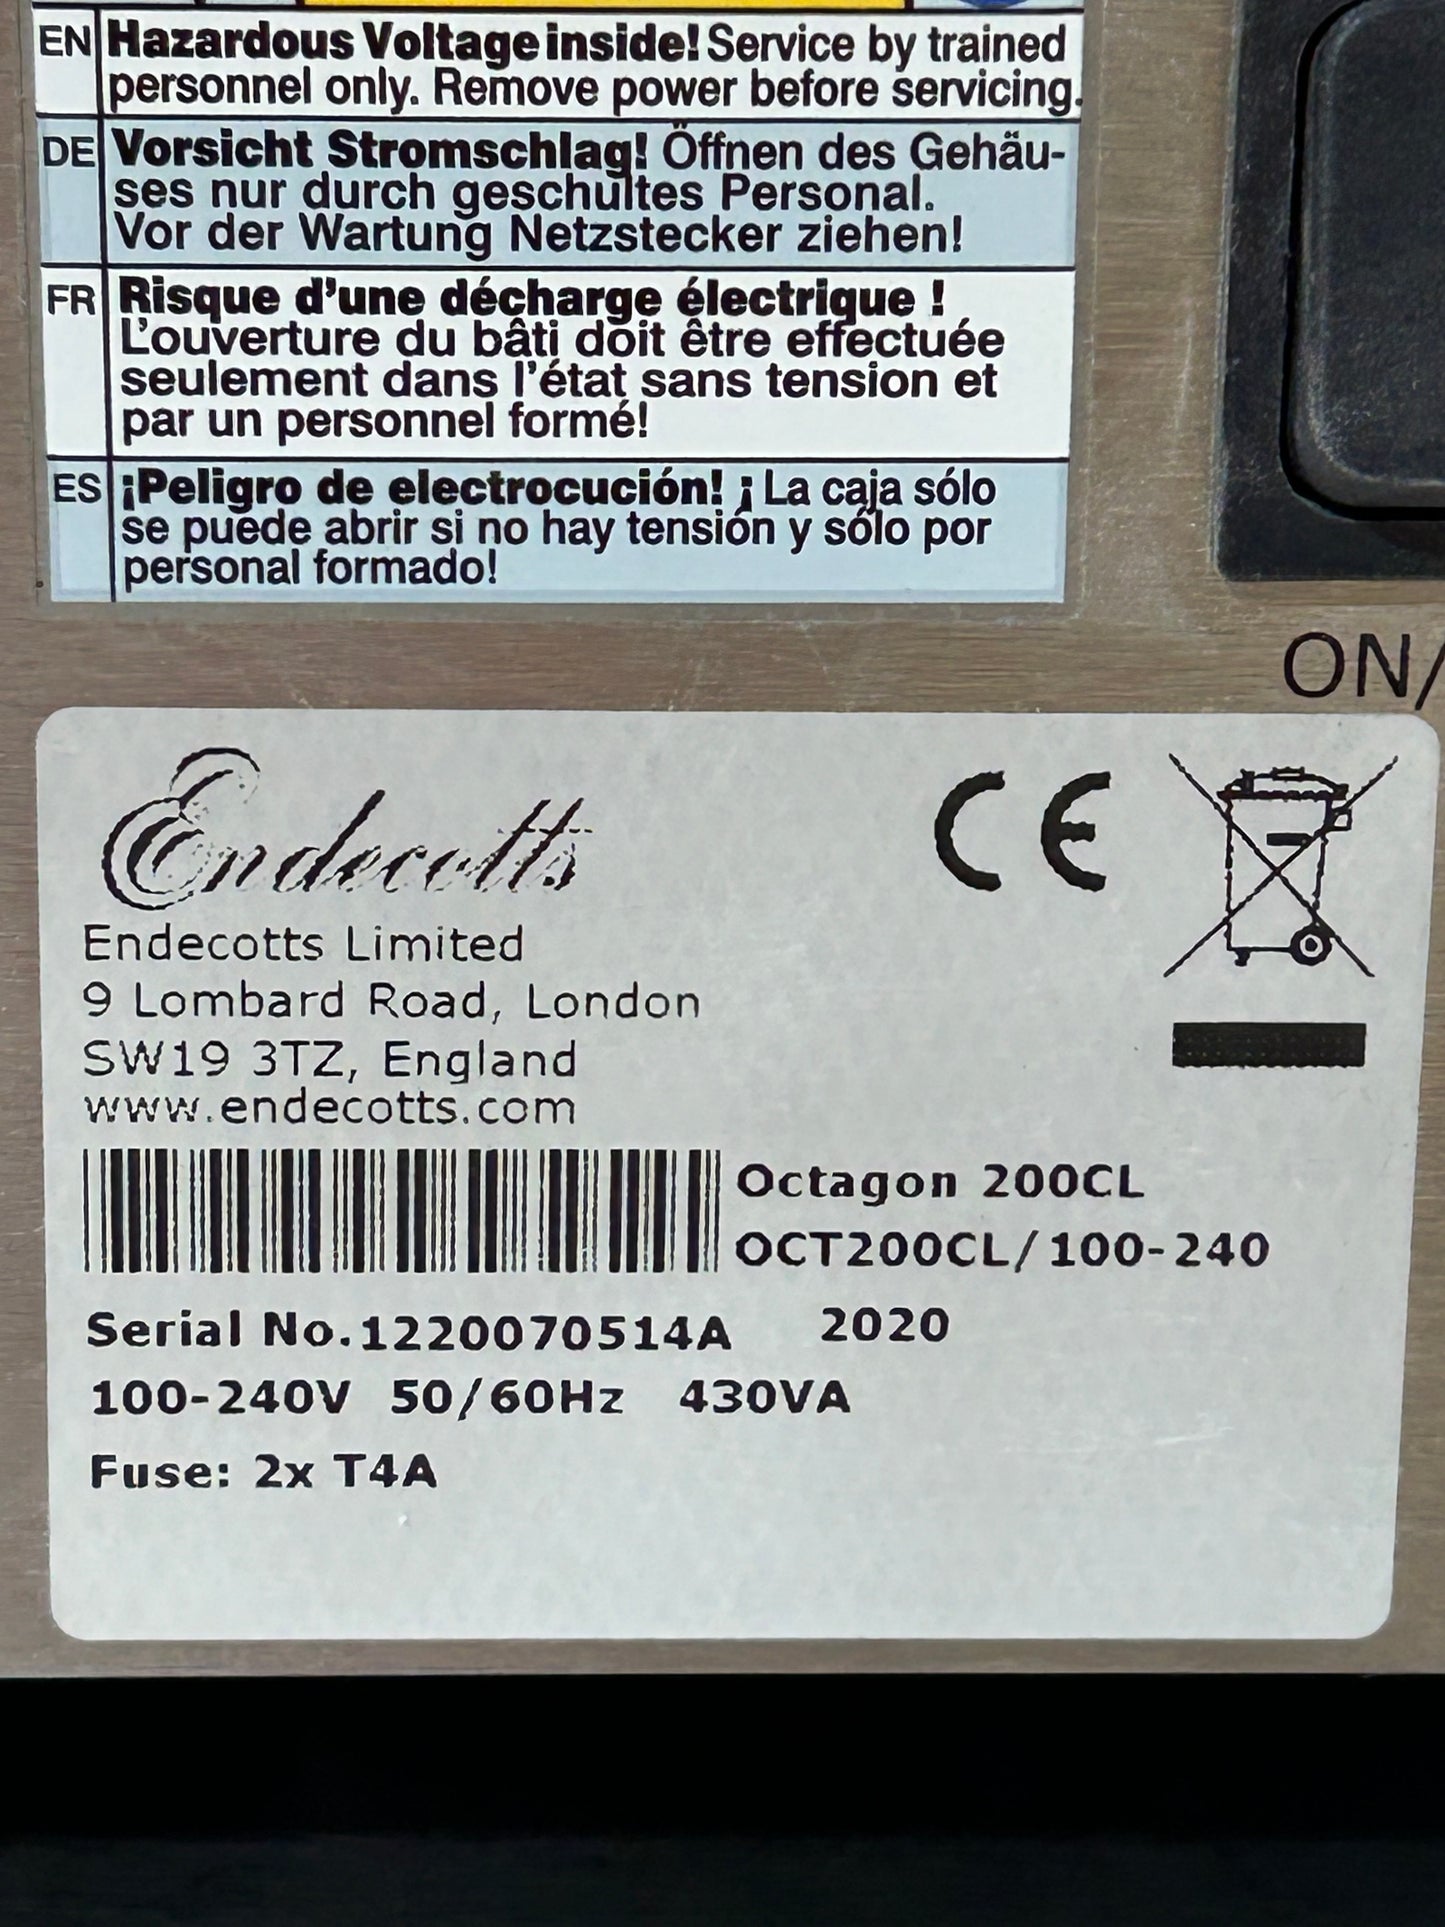 EN Hazardous Voltage inside! Service by trained
personnel only. Remove power before servicing.
DE Vorsicht Stromschlag! Öffnen des Gehäu-
ses nur durch geschultes Personal.
Vor der Wartung Netzstecker ziehen!
FR Risque d'une décharge électrique !
L'ouverture du bâti doit être effectuée
seulement dans l'état sans tension et
par un personnel formé!
ES ¡Peligro de electrocución! ¡ La caja sólo
se puede abrir si no hay tensión y sólo por
personal formado!
ON/
Endecotts
CE
Endecotts Limited
9 Lombard Road, London
SW19 3TZ, England
www.endecotts.com
Octagon 200CL
OCT200CL/100-240
Serial No.1220070514A 2020
100-240V 50/60Hz 430VA
Fuse: 2x T4A